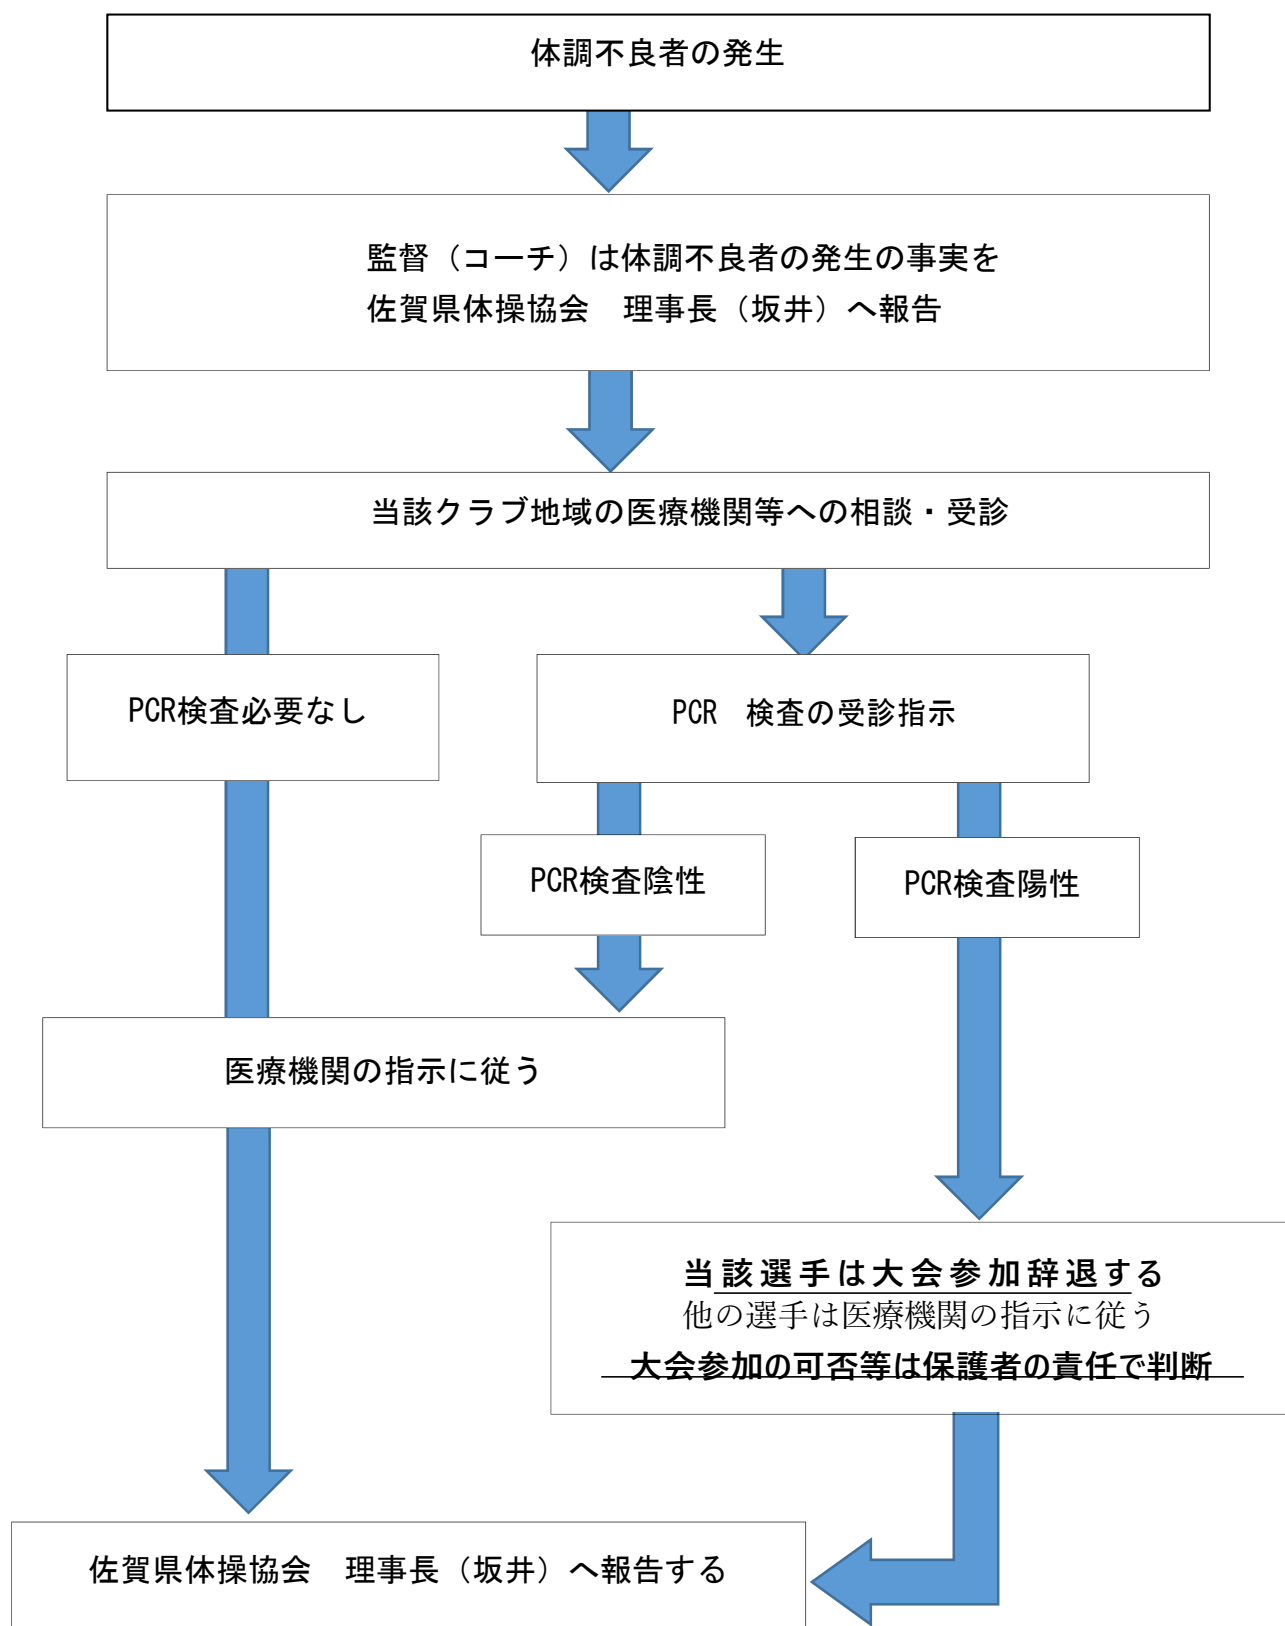 体調不良者の発生
監督（コーチ）は体調不良者の発生の事実を
佐賀県体操協会　理事長（坂井）へ報告
当該クラブ地域の医療機関等への相談・受診
PCR検査必要なし
PCR　検査の受診指示
PCR検査陰性
PCR検査陽性
医療機関の指示に従う
当該選手は大会参加辞退する
他の選手は医療機関の指示に従う
大会参加の可否等は保護者の責任で判断
佐賀県体操協会　理事長（坂井）へ報告する